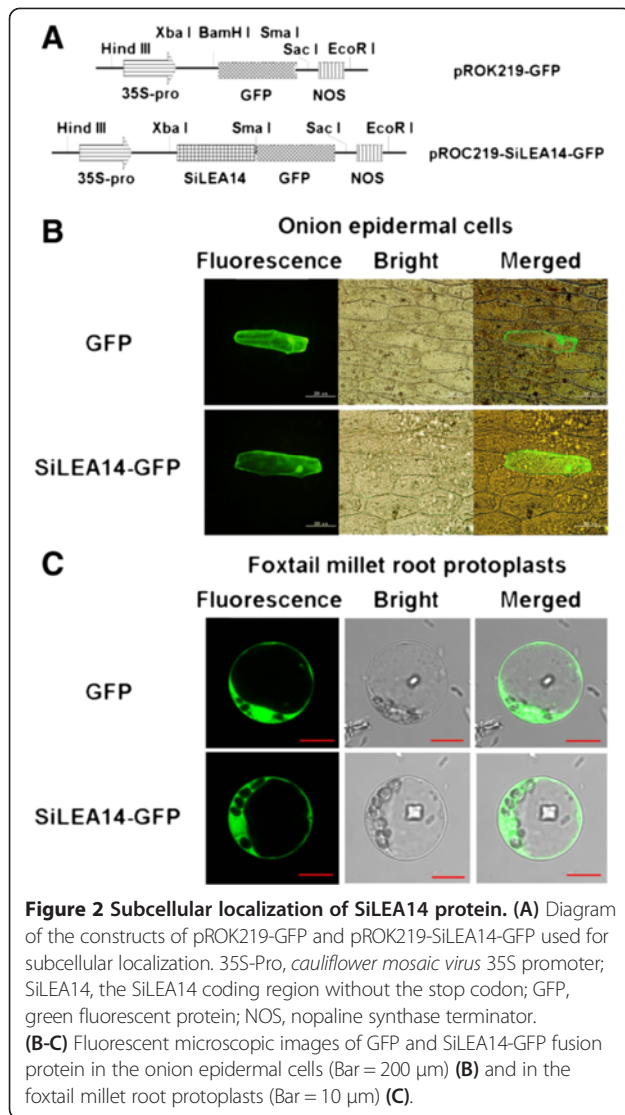 A
Xba I BamH I Sma I
Hind III Sac I EcoR I
pROK219-GFP
35S-pro GFP NOS
Hind III Xba I Sma I Sac I EcoR I
pROC219-SiLEA14-GFP
35S-pro SiLEA14 GFP NOS
B
Onion epidermal cells
Fluorescence Bright Merged
GFP
SiLEA14-GFP
C
Foxtail millet root protoplasts
Fluorescence Bright Merged
GFP
SiLEA14-GFP
Figure 2 Subcellular localization of SiLEA14 protein. (A) Diagram
of the constructs of pROK219-GFP and pROK219-SiLEA14-GFP used for
subcellular localization. 35S-Pro, cauliflower mosaic virus 35S promoter;
SiLEA14, the SiLEA14 coding region without the stop codon; GFP,
green fluorescent protein; NOS, nopaline synthase terminator.
(B-C) Fluorescent microscopic images of GFP and SiLEA14-GFP fusion
protein in the onion epidermal cells (Bar = 200 μm) (B) and in the
foxtail millet root protoplasts (Bar = 10 μm) (C).